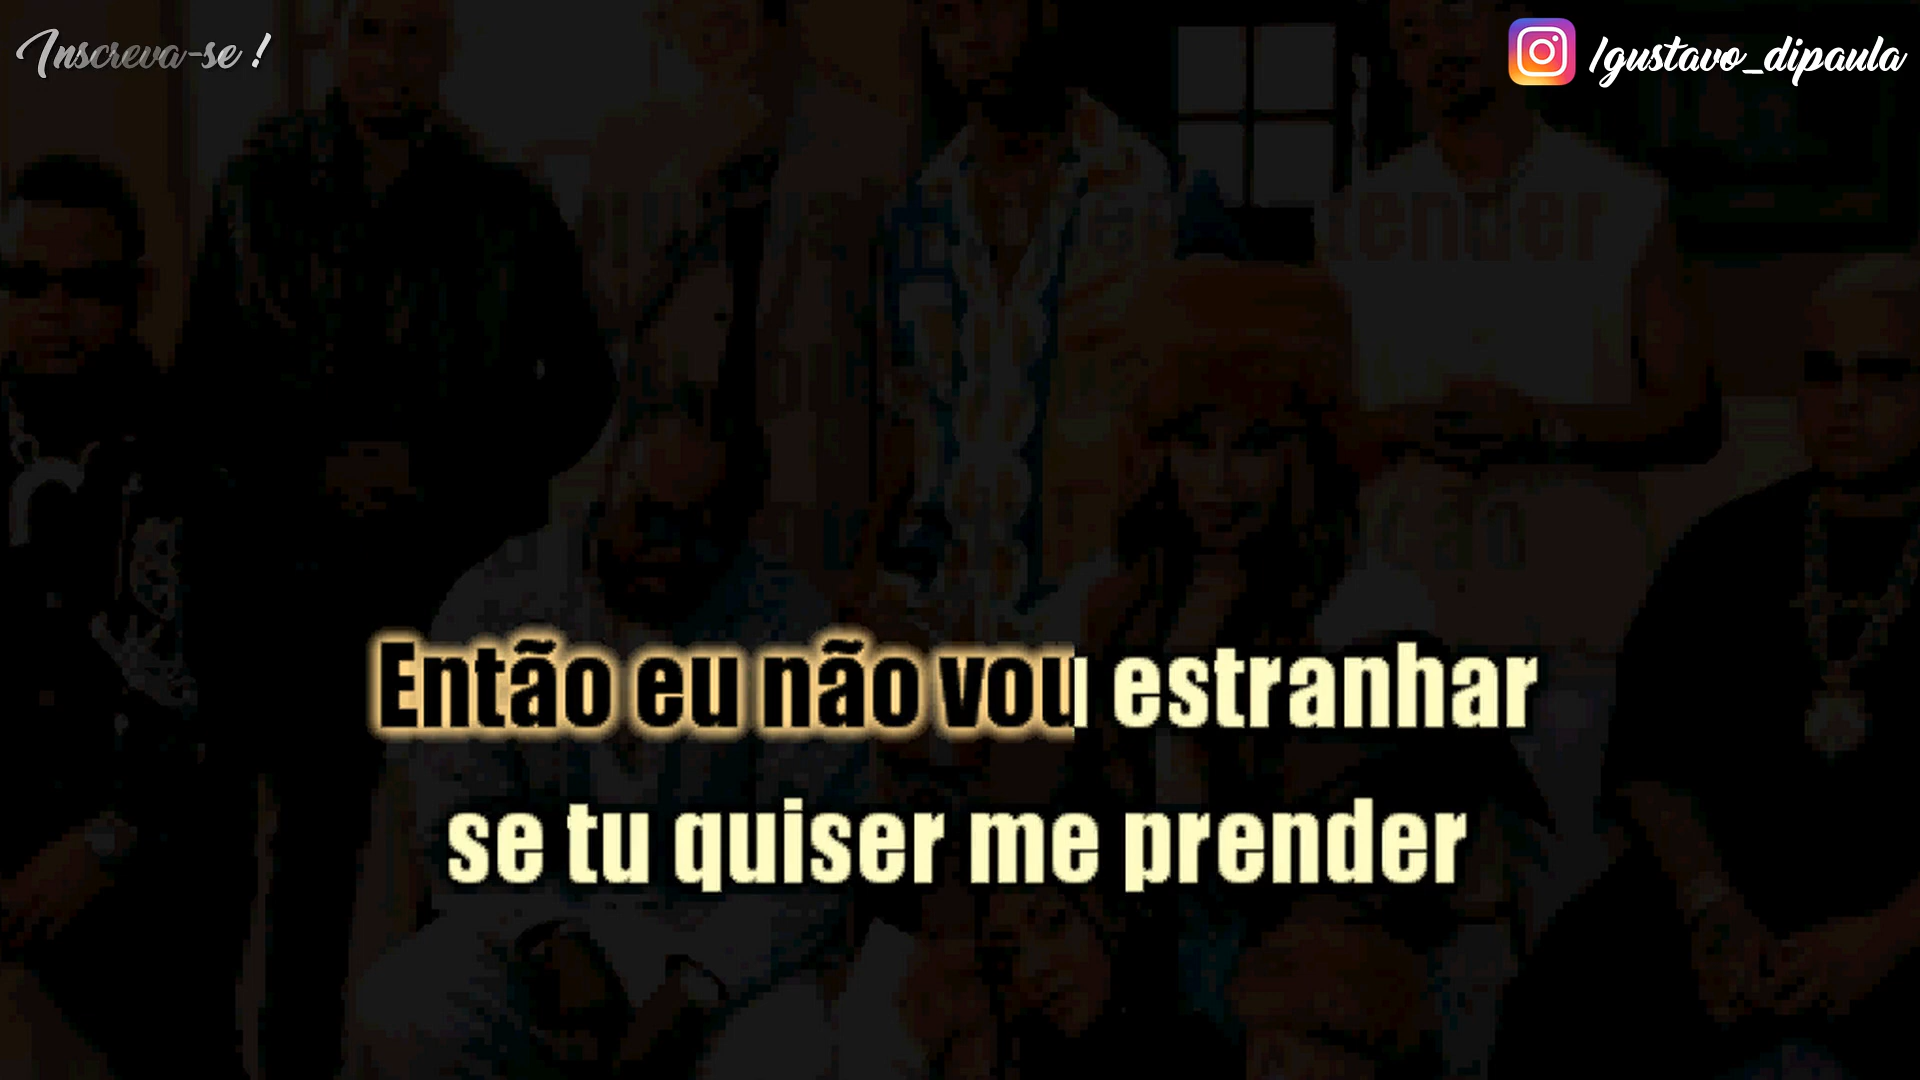 Inscreva-se !
/gustavo_dipaula
Então eu não vou estranhar
se tu quiser me prender